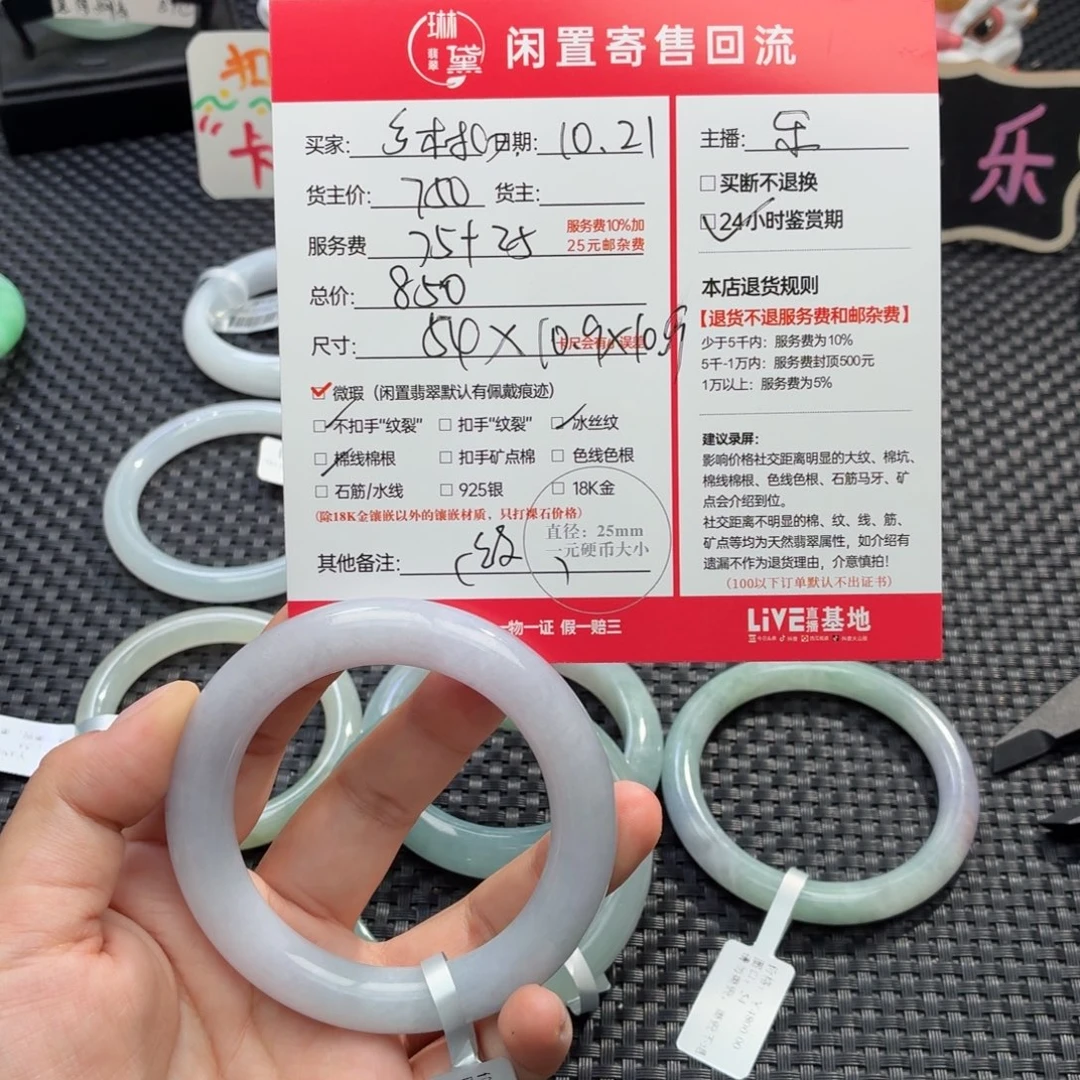 琳
翡翠
黛
闲置寄售回流
扣
"卡
乐
买家:
日期: 10.21
货主价:
货主:
服务费 75+25
服务费10%加
25元邮杂费
总价: 850
尺寸: 54×10.9×10.9
微瑕（闲置翡翠默认有佩戴痕迹）
不扣手"纹裂" 扣手"纹裂" 冰丝纹
棉线棉根 扣手矿点棉 色线色根
石筋/水线 925银 18K金
(除18K金镶嵌以外的镶嵌材质，只打裸石价格)
直径：25mm
一元硬币大小
其他备注:
一物一证 假一赔三
主播: 乐
买断不退换
24小时鉴赏期
本店退货规则
【退货不退服务费和邮杂费】
少于5千内：服务费为10%
5千-1万内：服务费封顶500元
1万以上：服务费为5%
建议录屏：
影响价格社交距离明显的大纹、棉坑、
棉线棉根、色线色根、石筋马牙、矿
点会介绍到位。
社交距离不明显的棉、纹、线、筋、
矿点等均为天然翡翠属性，如介绍有
遗漏不作为退货理由，介意慎拍！
（100以下订单默认不出证书）
LiVE直播基地